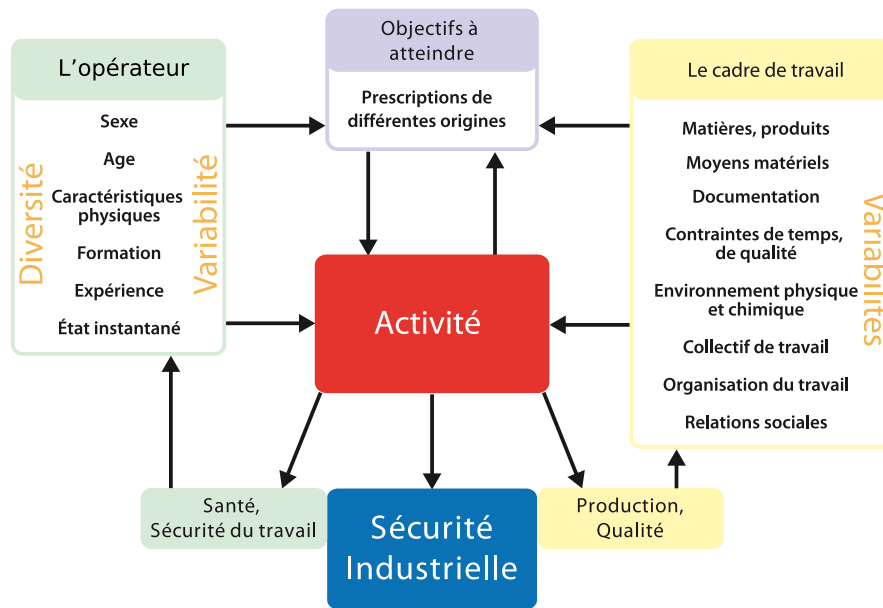 L'opérateur
Sexe
Age
Caractéristiques
physiques
Formation
Expérience
État instantané
Diversité
Variabilité
Objectifs à
atteindre
Prescriptions de
différentes origines
Le cadre de travail
Matières, produits
Moyens matériels
Documentation
Contraintes de temps,
de qualité
Environnement physique
et chimique
Collectif de travail
Organisation du travail
Relations sociales
Variabilites
Activité
Santé,
Sécurité du travail
Sécurité
Industrielle
Production,
Qualité